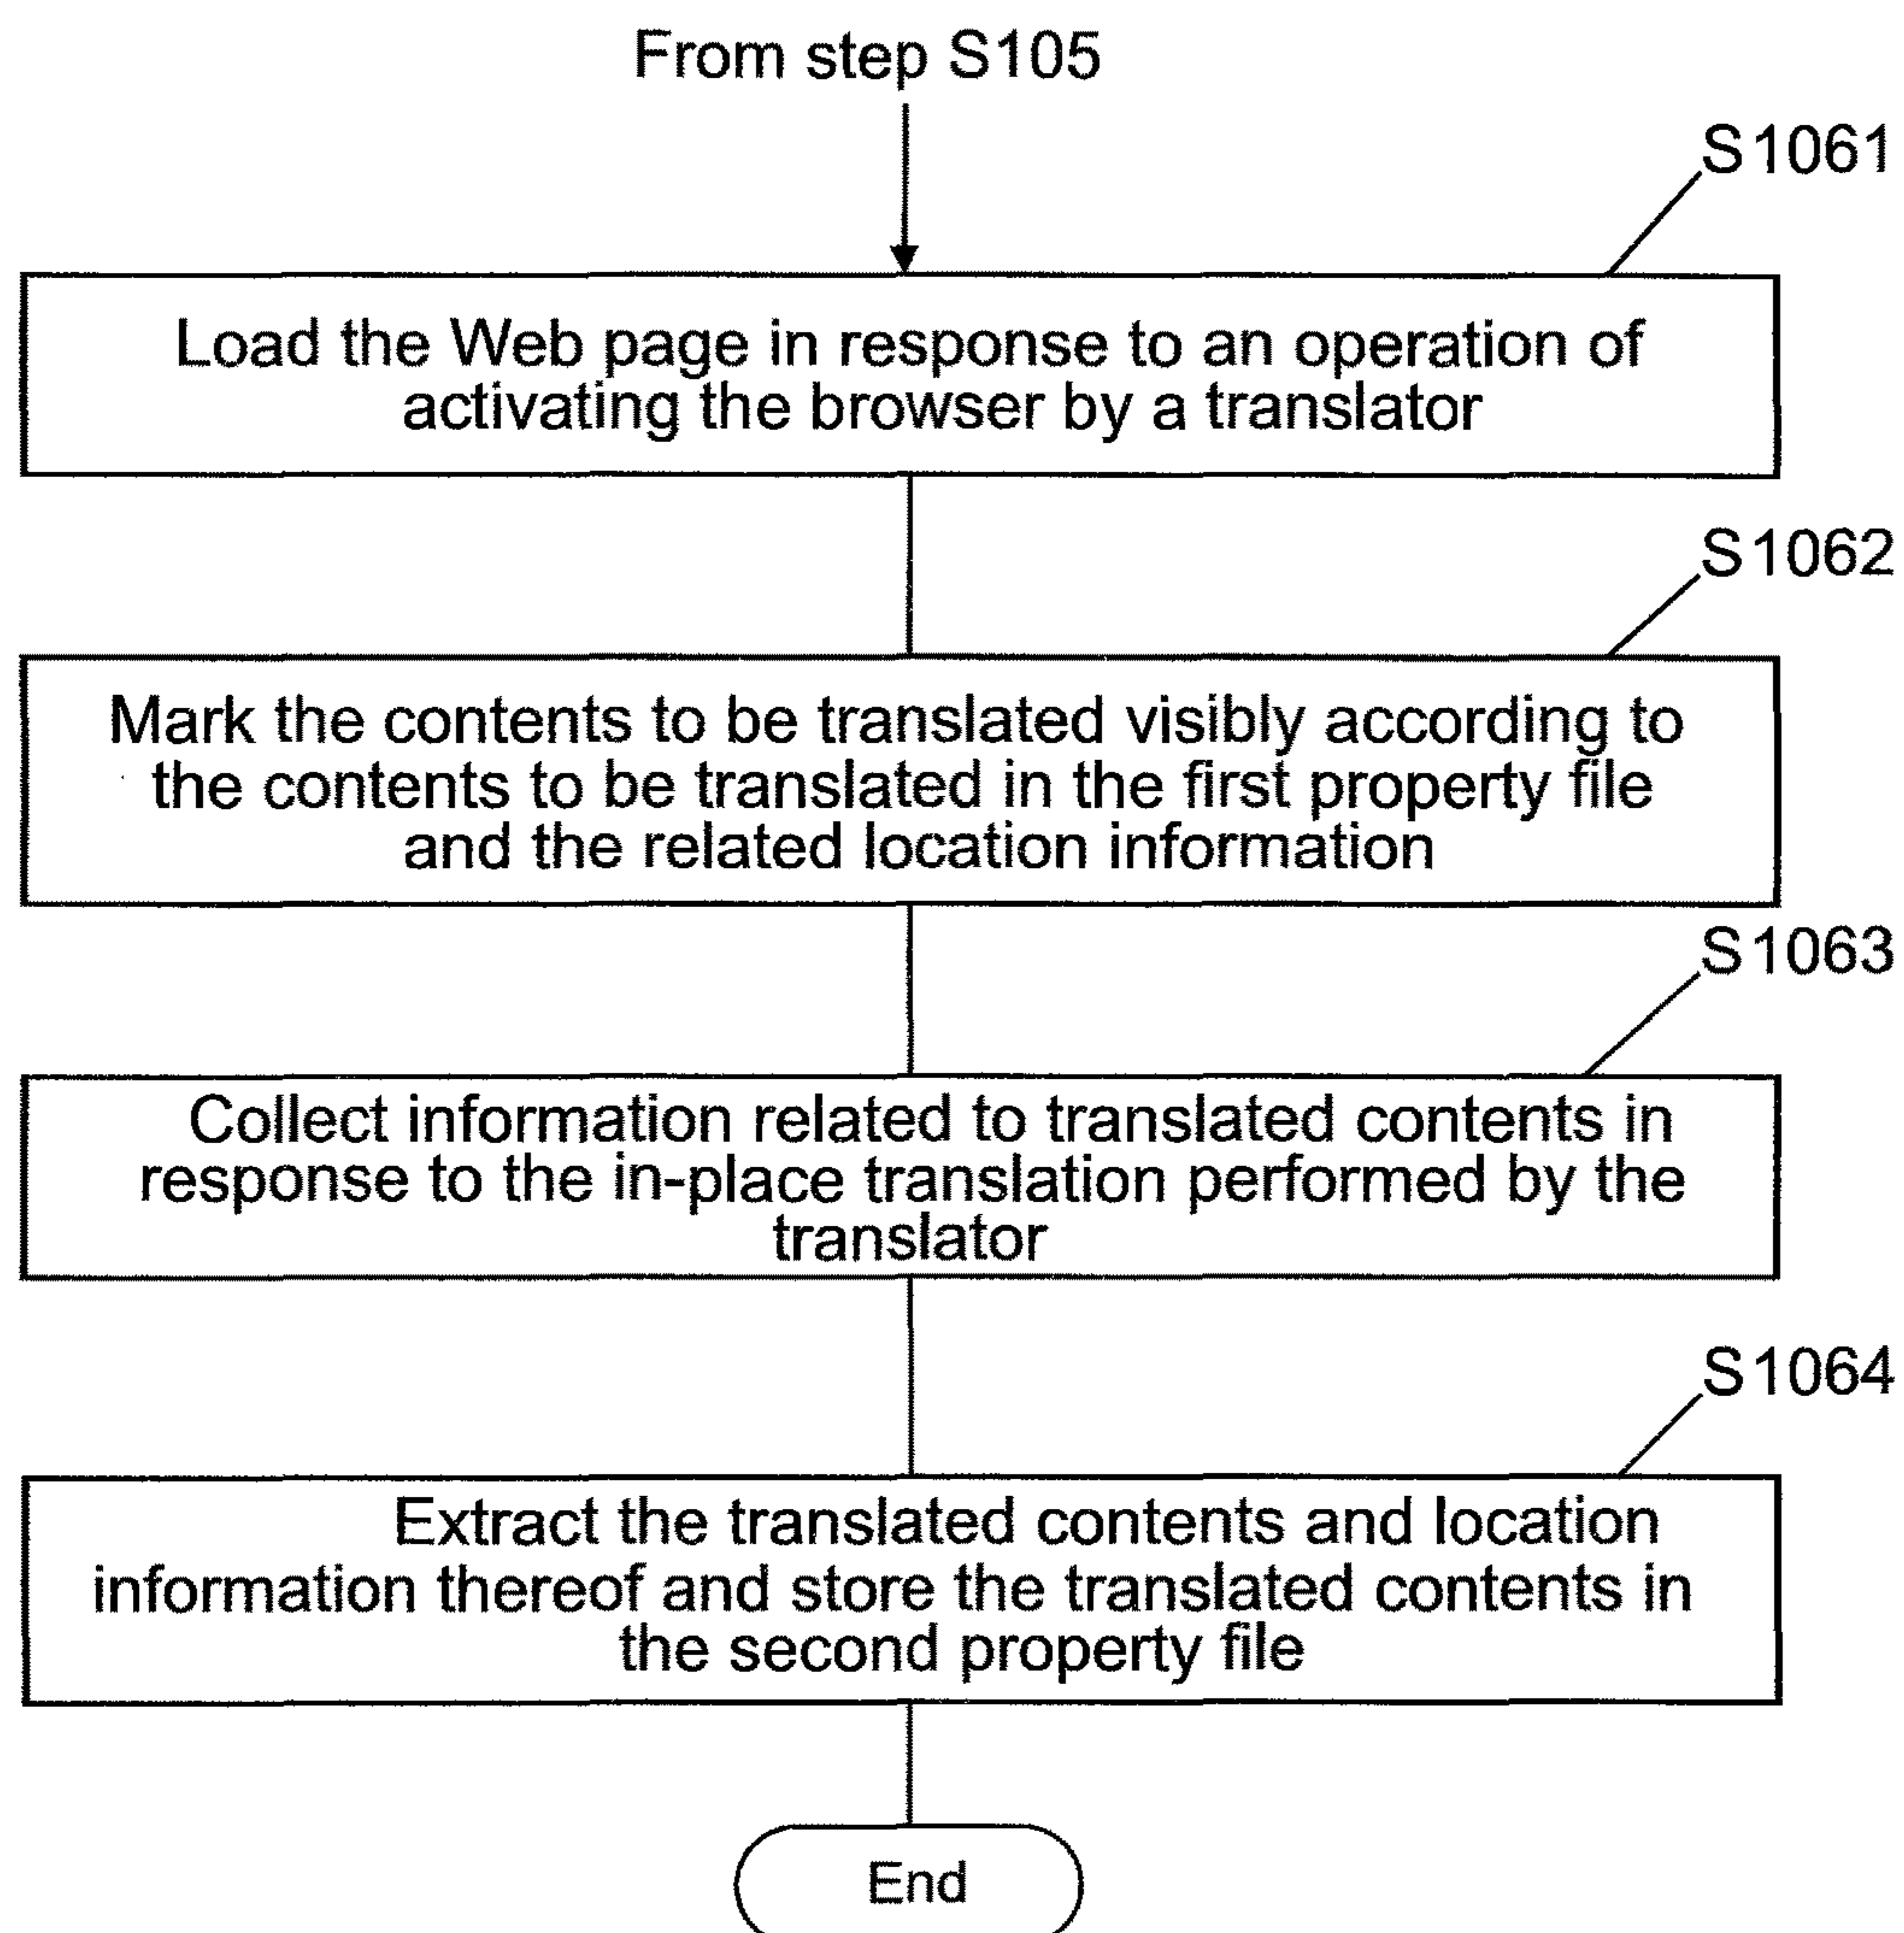 From step S105
S1061
Load the Web page in response to an operation of
activating the browser by a translator
S1062
Mark the contents to be translated visibly according to
the contents to be translated in the first property file
and the related location information
S1063
Collect information related to translated contents in
response to the in-place translation performed by the
translator
S1064
Extract the translated contents and location
information thereof and store the translated contents in
the second property file
End